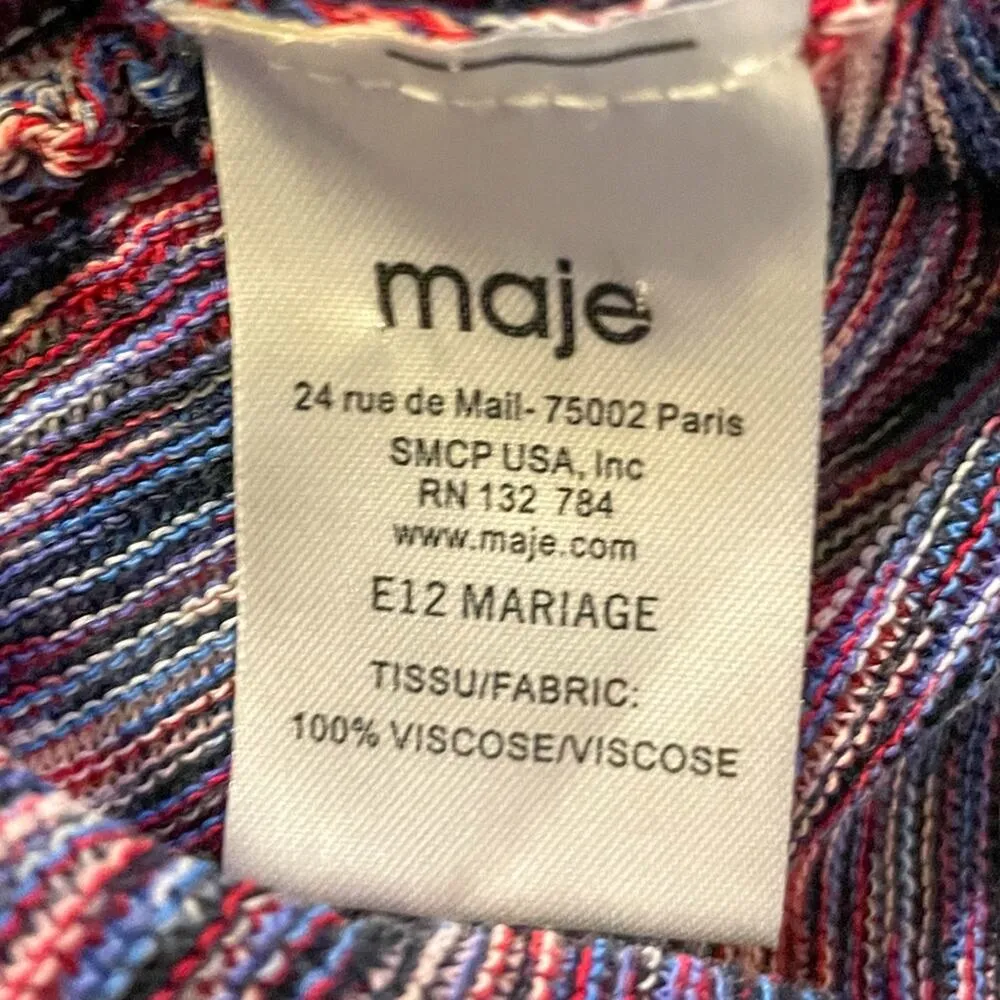 maje
24 rue de Mail- 75002 Paris
SMCP USA, Inc
RN 132 784
www.maje.com
E12 MARIAGE
TISSU/FABRIC:
100% VISCOSE/VISCOSE